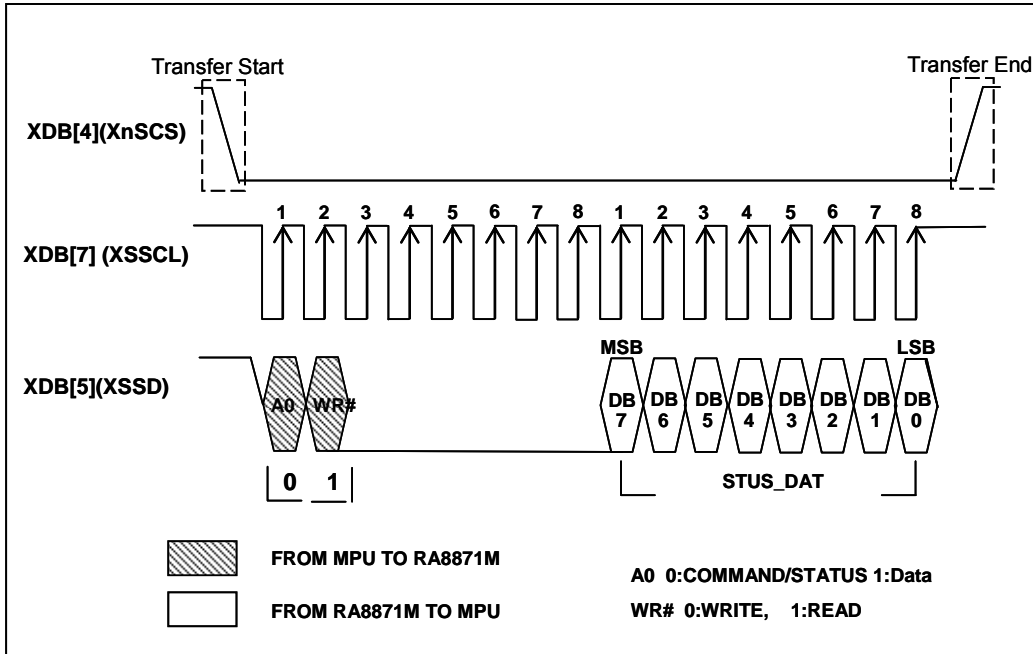 Transfer Start
Transfer End
XDB[4](XnSCS)
1 2 3 4 5 6 7 8 1 2 3 4 5 6 7 8
XDB[7] (XSSCL)
MSB LSB
XDB[5](XSSD)
A0 WR# DB 7 DB 6 DB 5 DB 4 DB 3 DB 2 DB 1 DB 0
0 1
STUS_DAT
FROM MPU TO RA8871M
FROM RA8871M TO MPU
A0 0:COMMAND/STATUS 1:Data
WR# 0:WRITE, 1:READ